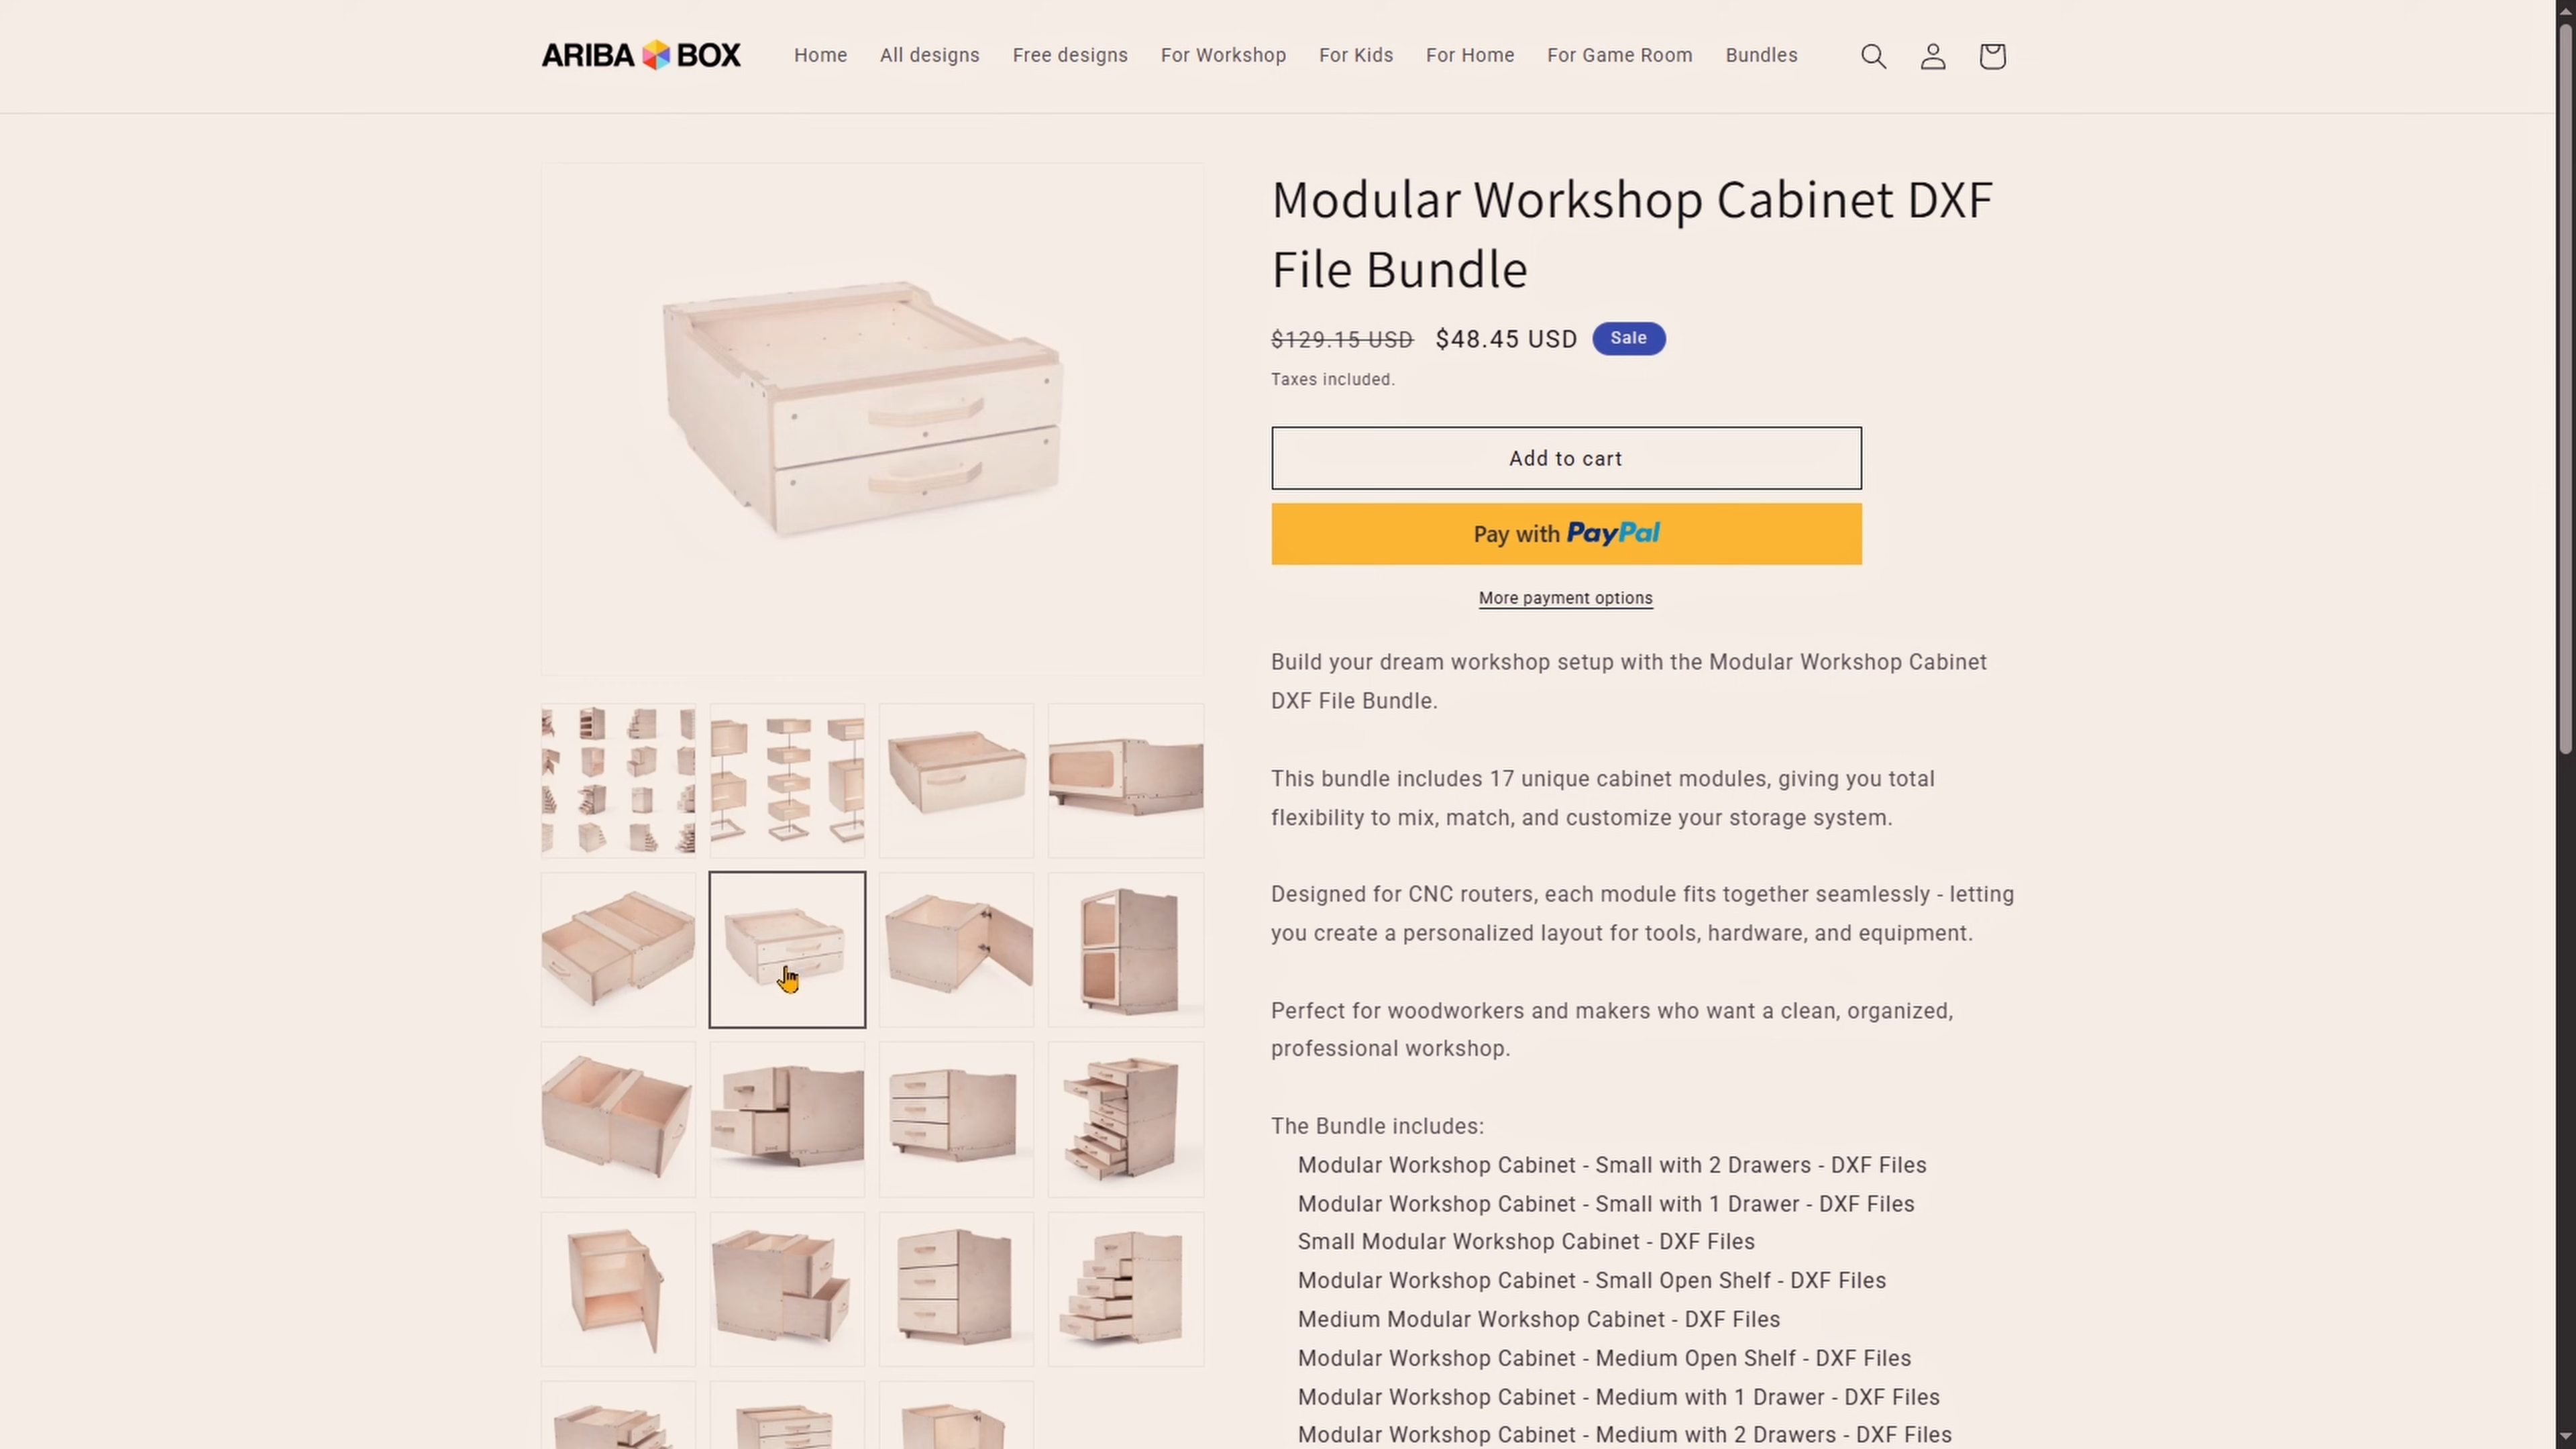 ARIBA BOX
Home All designs Free designs For Workshop For Kids For Home For Game Room Bundles
Modular Workshop Cabinet DXF
File Bundle
$129.15 USD $48.45 USD Sale
Taxes included.
Add to cart
Pay with PayPal
More payment options
Build your dream workshop setup with the Modular Workshop Cabinet
DXF File Bundle.
This bundle includes 17 unique cabinet modules, giving you total
flexibility to mix, match, and customize your storage system.
Designed for CNC routers, each module fits together seamlessly - letting
you create a personalized layout for tools, hardware, and equipment.
Perfect for woodworkers and makers who want a clean, organized,
professional workshop.
The Bundle includes:
Modular Workshop Cabinet - Small with 2 Drawers - DXF Files
Modular Workshop Cabinet - Small with 1 Drawer - DXF Files
Small Modular Workshop Cabinet - DXF Files
Modular Workshop Cabinet - Small Open Shelf - DXF Files
Medium Modular Workshop Cabinet - DXF Files
Modular Workshop Cabinet - Medium Open Shelf - DXF Files
Modular Workshop Cabinet - Medium with 1 Drawer - DXF Files
Modular Workshop Cabinet - Medium with 2 Drawers - DXF Files